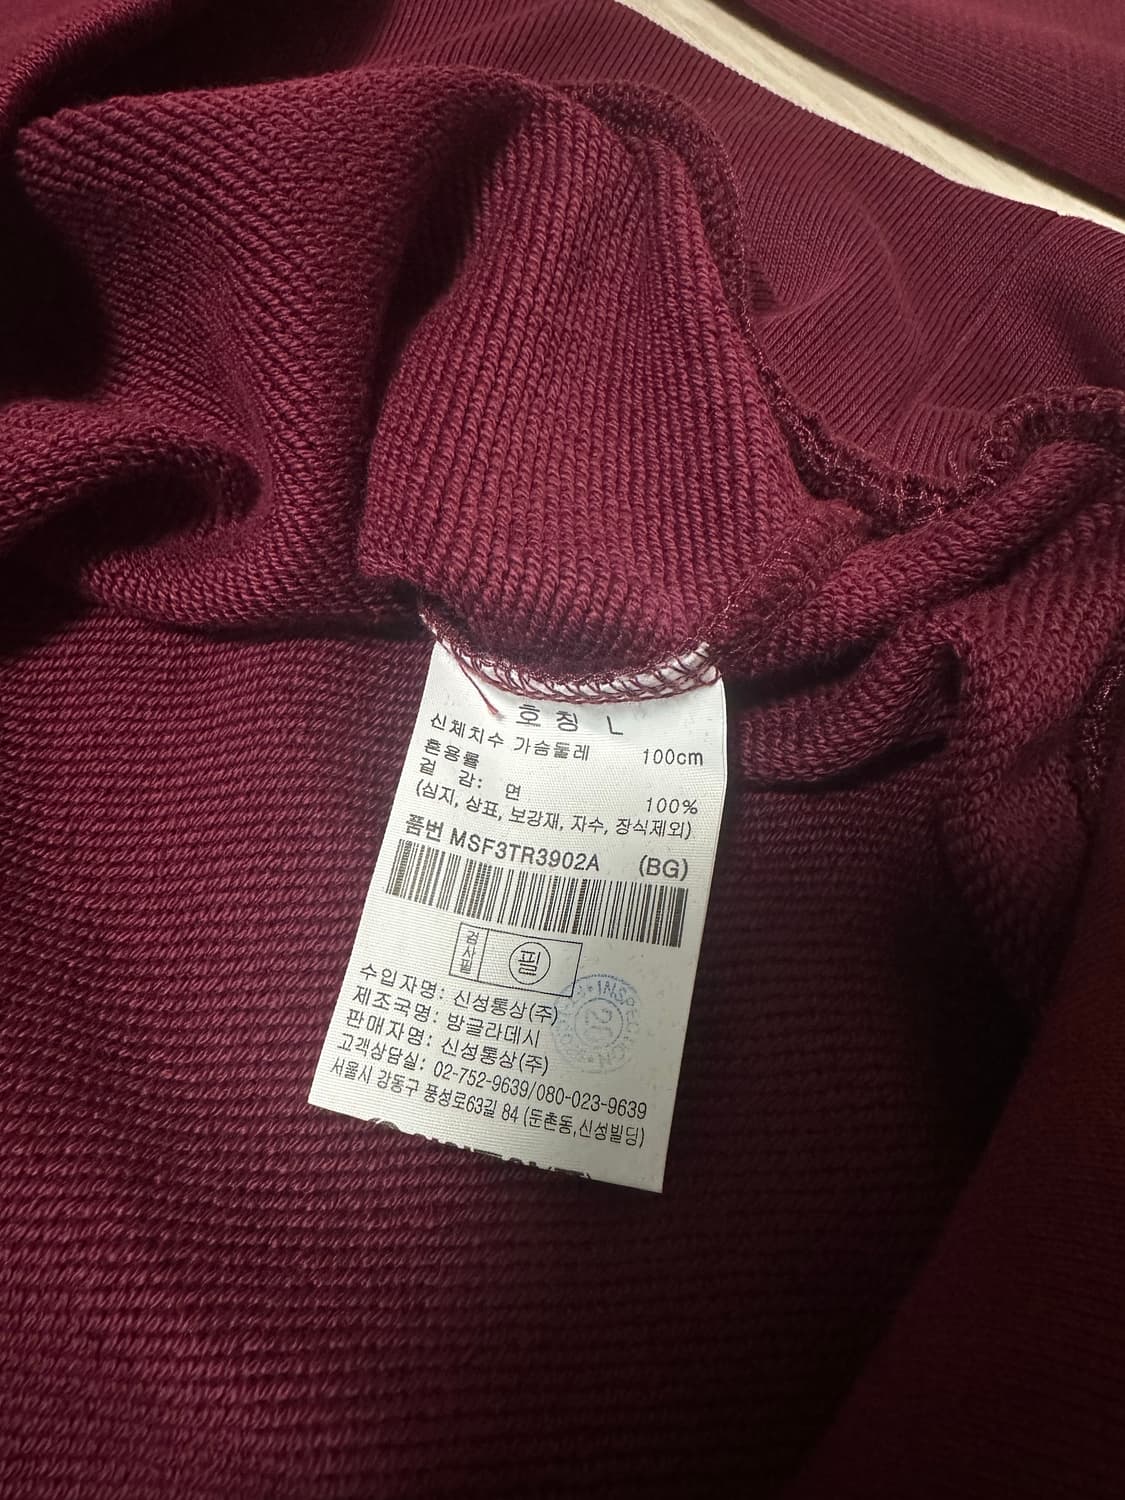 호칭 L
신체치수 가슴둘레 100cm
혼용률
겉 감: 면 100%
(심지, 상표, 보강재, 자수, 장식제외)
품번 MSF3TR3902A (BG)
검사필 필
수입자명: 신성통상(주)
제조국명: 방글라데시
판매자명: 신성통상(주)
고객상담실: 02-752-9639/080-023-9639
서울시 강동구 풍성로63길 84 (둔촌동,신성빌딩)
INSPECTION
20